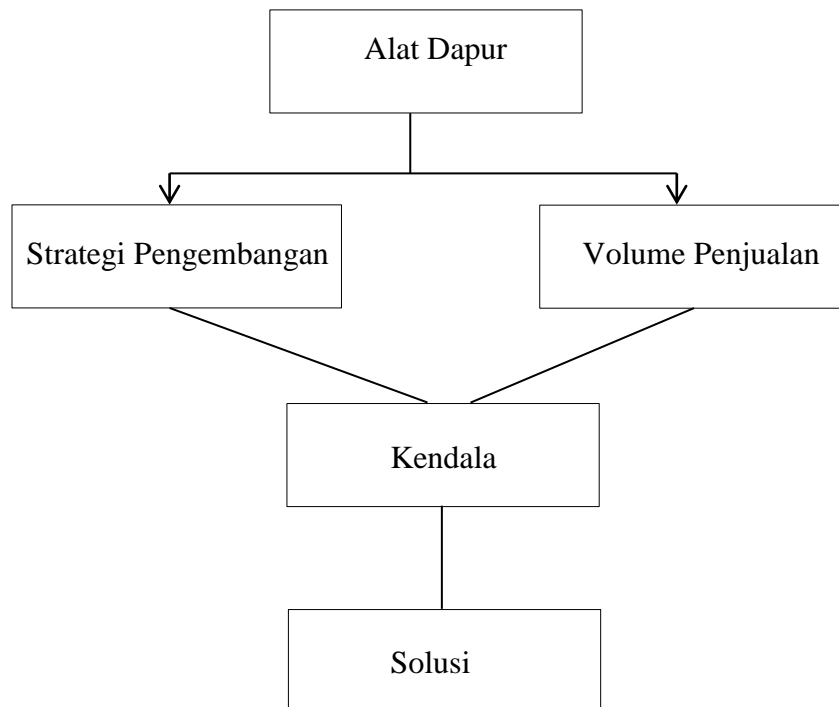 Alat Dapur
Strategi Pengembangan
Volume Penjualan
Kendala
Solusi